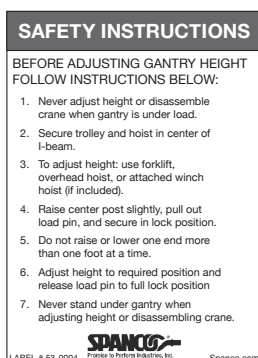 SAFETY INSTRUCTIONS
BEFORE ADJUSTING GANTRY HEIGHT
FOLLOW INSTRUCTIONS BELOW:
1. Never adjust height or disassemble
crane when gantry is under load.
2. Secure trolley and hoist in center of
I-beam.
3. To adjust height: use forklift,
overhead hoist, or attached winch
hoist (if included).
4. Raise center post slightly, pull out
load pin, and secure in lock position.
5. Do not raise or lower one end more
than one foot at a time.
6. Adjust height to required position and
release load pin to full lock position
7. Never stand under gantry when
adjusting height or disassembling crane.
SPANCO
LABEL # 53-0004 Promise to Perform Industries, Inc. Spanco.com